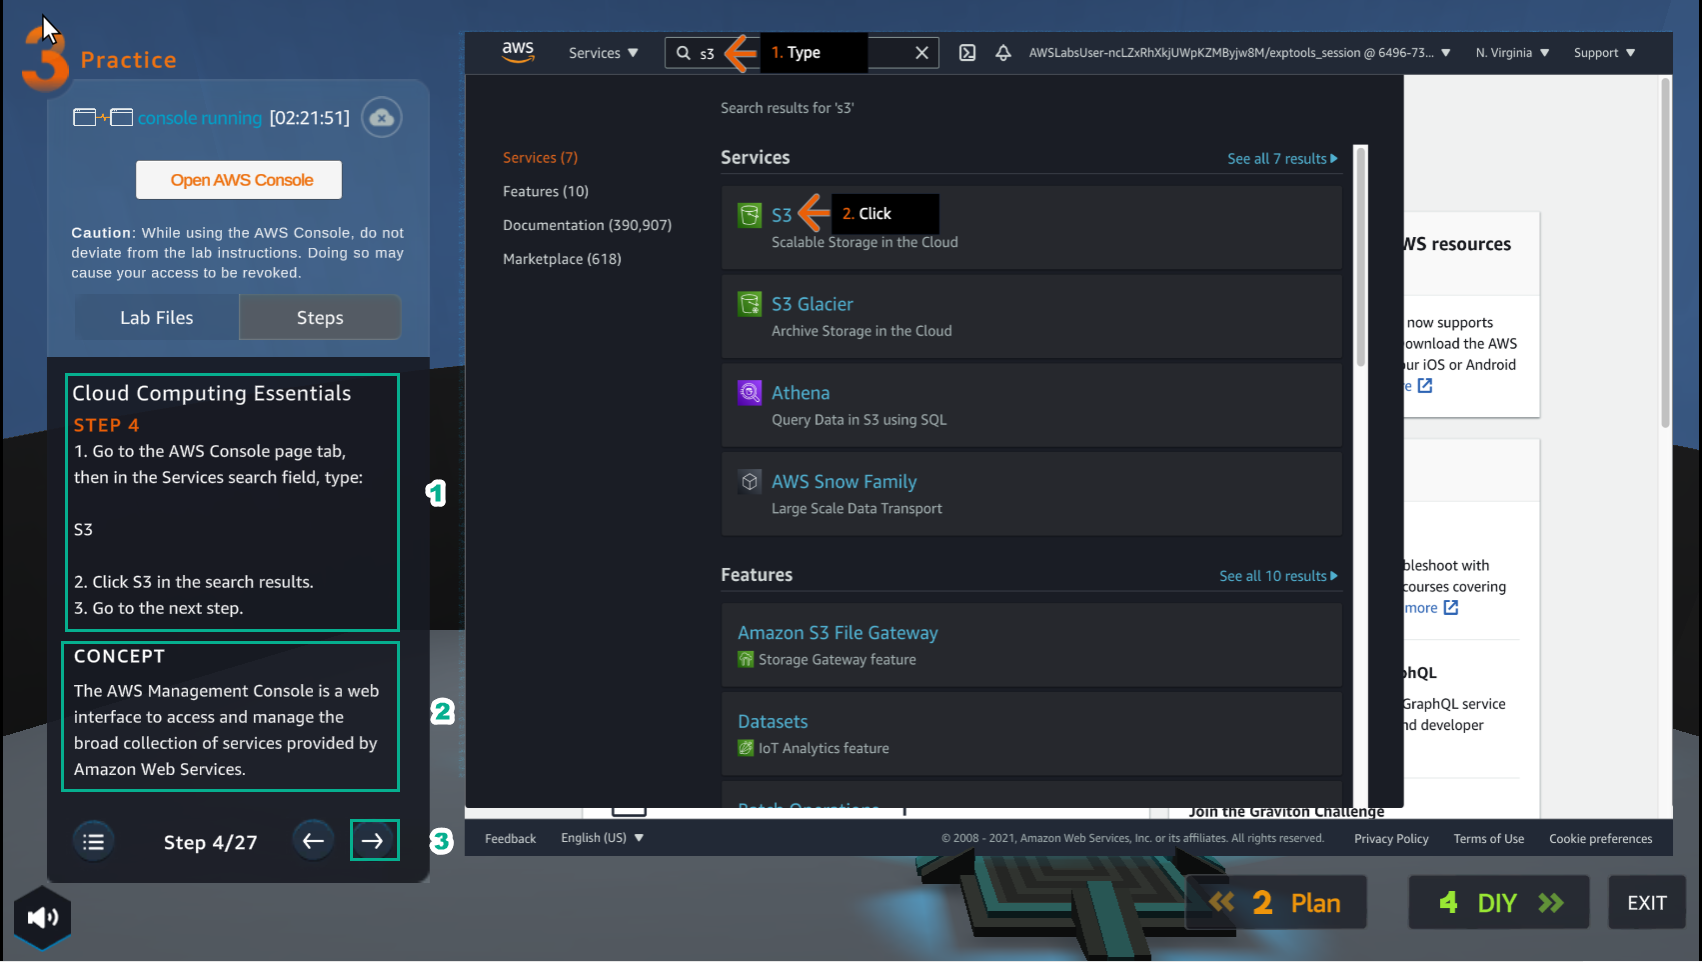 3 Practice
console running [02:21:51]
Open AWS Console
Caution: While using the AWS Console, do not
deviate from the lab instructions. Doing so may
cause your access to be revoked.
Lab Files
Steps
Cloud Computing Essentials
STEP 4
1. Go to the AWS Console page tab,
then in the Services search field, type:
S3
2. Click S3 in the search results.
3. Go to the next step.
1
CONCEPT
The AWS Management Console is a web
interface to access and manage the
broad collection of services provided by
Amazon Web Services.
2
Step 4/27
3
aws
Services
s3
1. Type
AWSLabsUser-ncLZxRhXkjUWpKZMByjw8M/exptools_session @ 6496-73...
N. Virginia
Support
Search results for 's3'
Services (7)
Features (10)
Documentation (390,907)
Marketplace (618)
Services
See all 7 results
S3
2. Click
Scalable Storage in the Cloud
S3 Glacier
Archive Storage in the Cloud
Athena
Query Data in S3 using SQL
AWS Snow Family
Large Scale Data Transport
Features
See all 10 results
Amazon S3 File Gateway
Storage Gateway feature
Datasets
IoT Analytics feature
Batch Operations
WS resources
now supports
ownload the AWS
ur iOS or Android
e
bleshoot with
courses covering
more
phQL
GraphQL service
nd developer
Join the Graviton Challenge
Feedback
English (US)
© 2008 - 2021, Amazon Web Services, Inc. or its affiliates. All rights reserved.
Privacy Policy
Terms of Use
Cookie preferences
2 Plan
4 DIY
EXIT